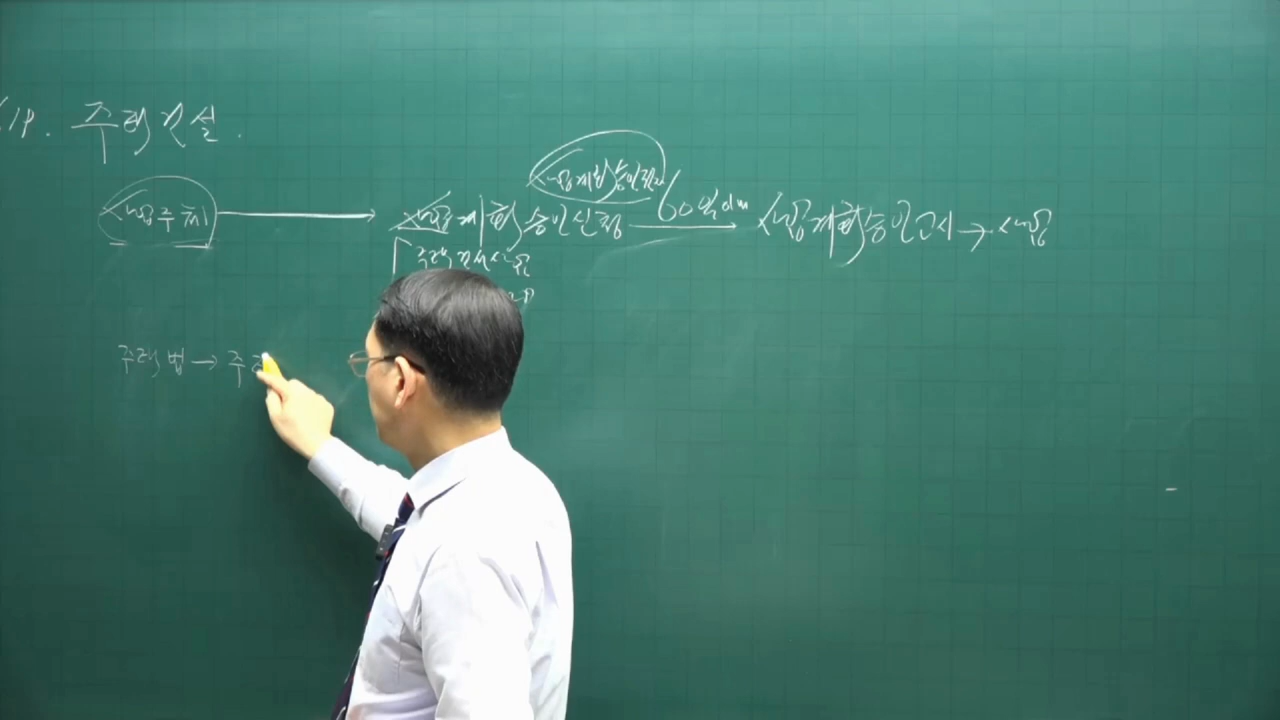 주택건설.
사업계획승인권자
사업주체 → 사업계획승인신청 → 60일이내 사업계획승인고시 → 사업
주택건설사업
주택법 → 주